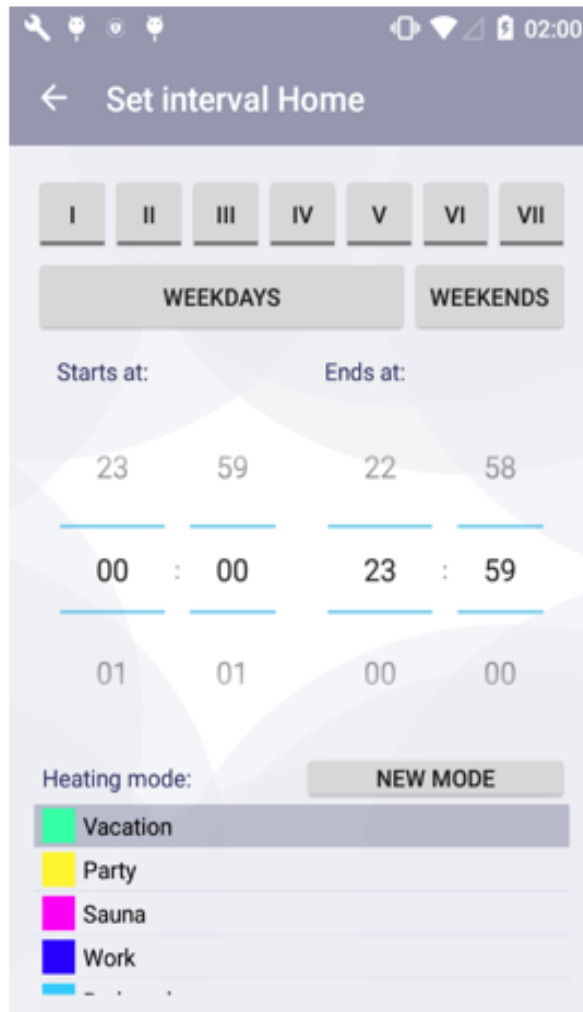 02:00
Set interval Home
I II III IV V VI VII
WEEKDAYS WEEKENDS
Starts at: Ends at:
23 59 22 58
00 : 00 23 : 59
01 01 00 00
Heating mode: NEW MODE
Vacation
Party
Sauna
Work